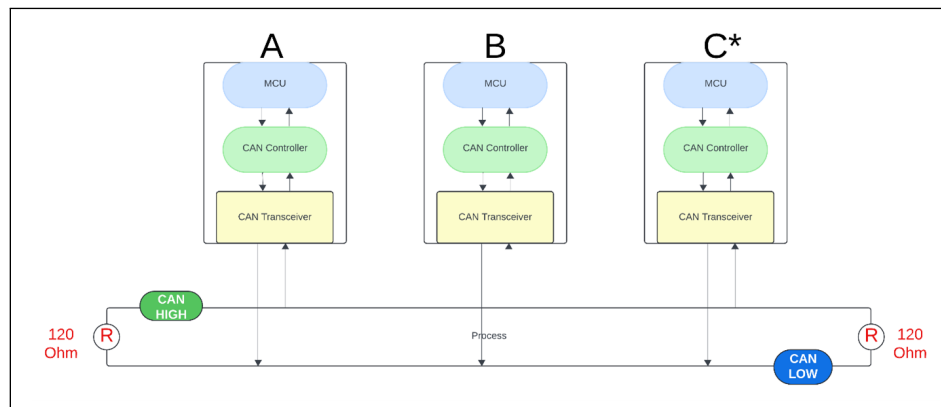 A B C*
MCU MCU MCU
CAN Controller CAN Controller CAN Controller
CAN Transceiver CAN Transceiver CAN Transceiver
CAN
HIGH
120
Ohm
R
Process
R
120
Ohm
CAN
LOW